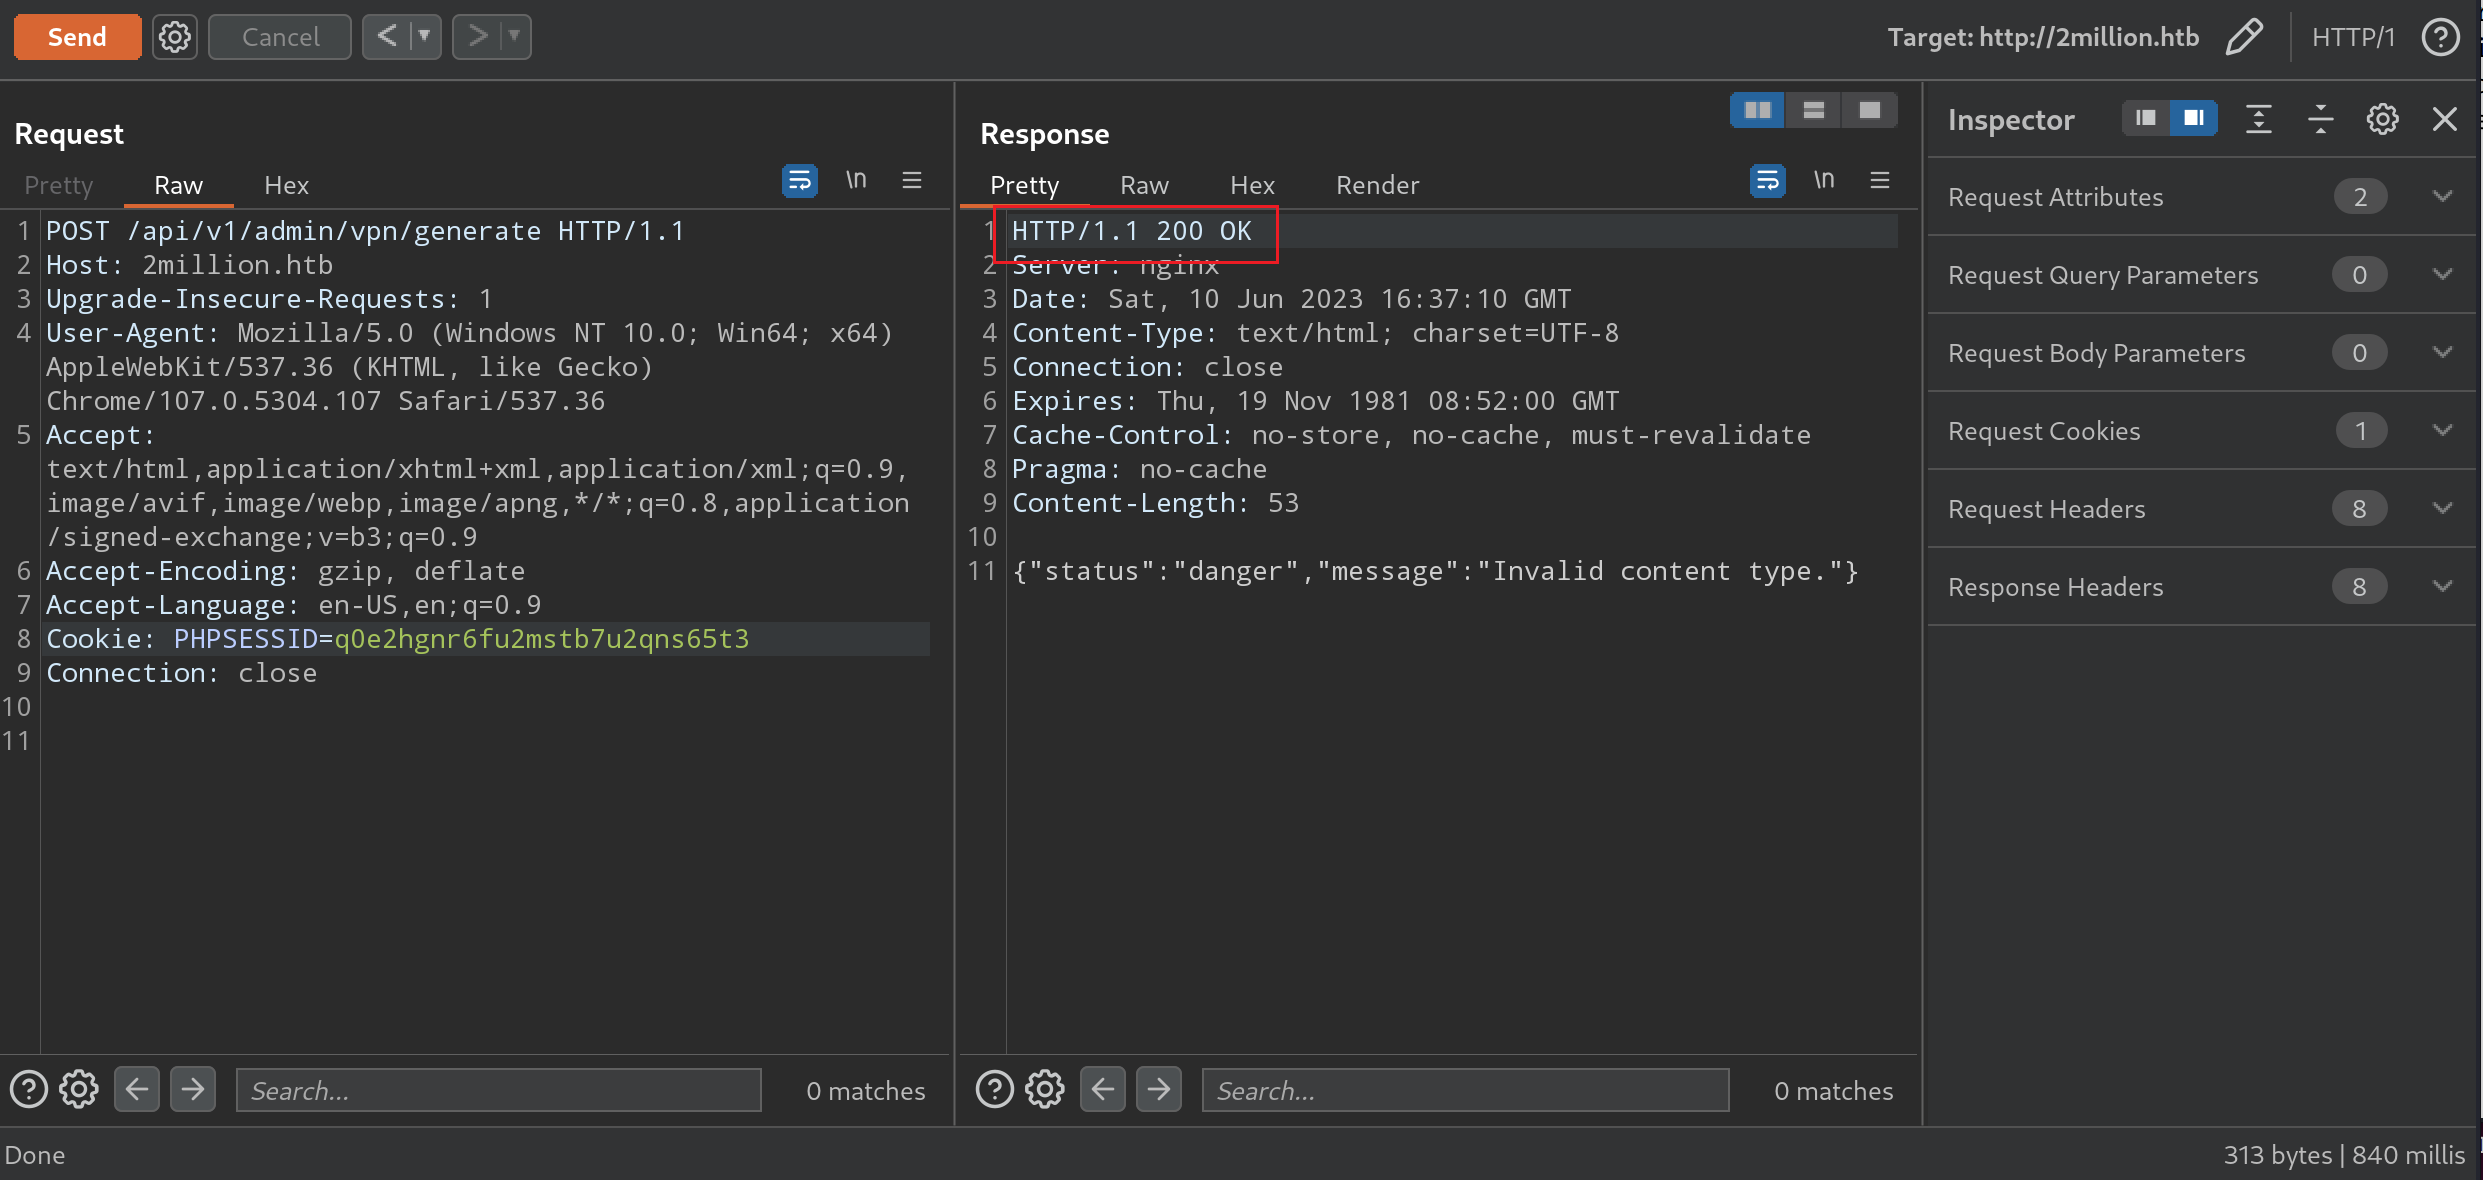 Send
Cancel
<
>
Target: http://2million.htb
HTTP/1
?
Request
Pretty
Raw
Hex
\n
1 POST /api/v1/admin/vpn/generate HTTP/1.1
2 Host: 2million.htb
3 Upgrade-Insecure-Requests: 1
4 User-Agent: Mozilla/5.0 (Windows NT 10.0; Win64; x64)
AppleWebKit/537.36 (KHTML, like Gecko)
Chrome/107.0.5304.107 Safari/537.36
5 Accept:
text/html,application/xhtml+xml,application/xml;q=0.9,
image/avif,image/webp,image/apng,*/*;q=0.8,application
/signed-exchange;v=b3;q=0.9
6 Accept-Encoding: gzip, deflate
7 Accept-Language: en-US,en;q=0.9
8 Cookie: PHPSESSID=q0e2hgnr6fu2mstb7u2qns65t3
9 Connection: close
10
11
?
Search...
0 matches
Response
Pretty
Raw
Hex
Render
\n
1 HTTP/1.1 200 OK
2 Server: nginx
3 Date: Sat, 10 Jun 2023 16:37:10 GMT
4 Content-Type: text/html; charset=UTF-8
5 Connection: close
6 Expires: Thu, 19 Nov 1981 08:52:00 GMT
7 Cache-Control: no-store, no-cache, must-revalidate
8 Pragma: no-cache
9 Content-Length: 53
10
11 {"status":"danger","message":"Invalid content type."}
?
Search...
0 matches
Inspector
Request Attributes 2
Request Query Parameters 0
Request Body Parameters 0
Request Cookies 1
Request Headers 8
Response Headers 8
Done
313 bytes | 840 millis